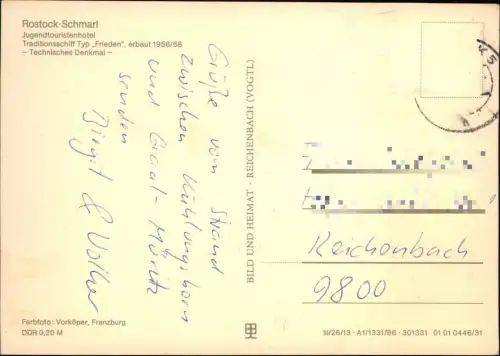 Rostock-Schmarl
Jugendtouristenhotel
Traditionsschiff Typ „Frieden“, erbaut 1956/58
– Technisches Denkmal –
Grüße vom Strand
zwischen Kühlungsborn
und Graal-Müritz
senden
Birgit & Volker
BILD UND HEIMAT · REICHENBACH (VOGTL)
Reichenbach
9800
Farbfoto: Vorköper, Franzburg
DDR 0,20 M
III/26/13 · A1/1331/86 · 301331 01 01 0446/31